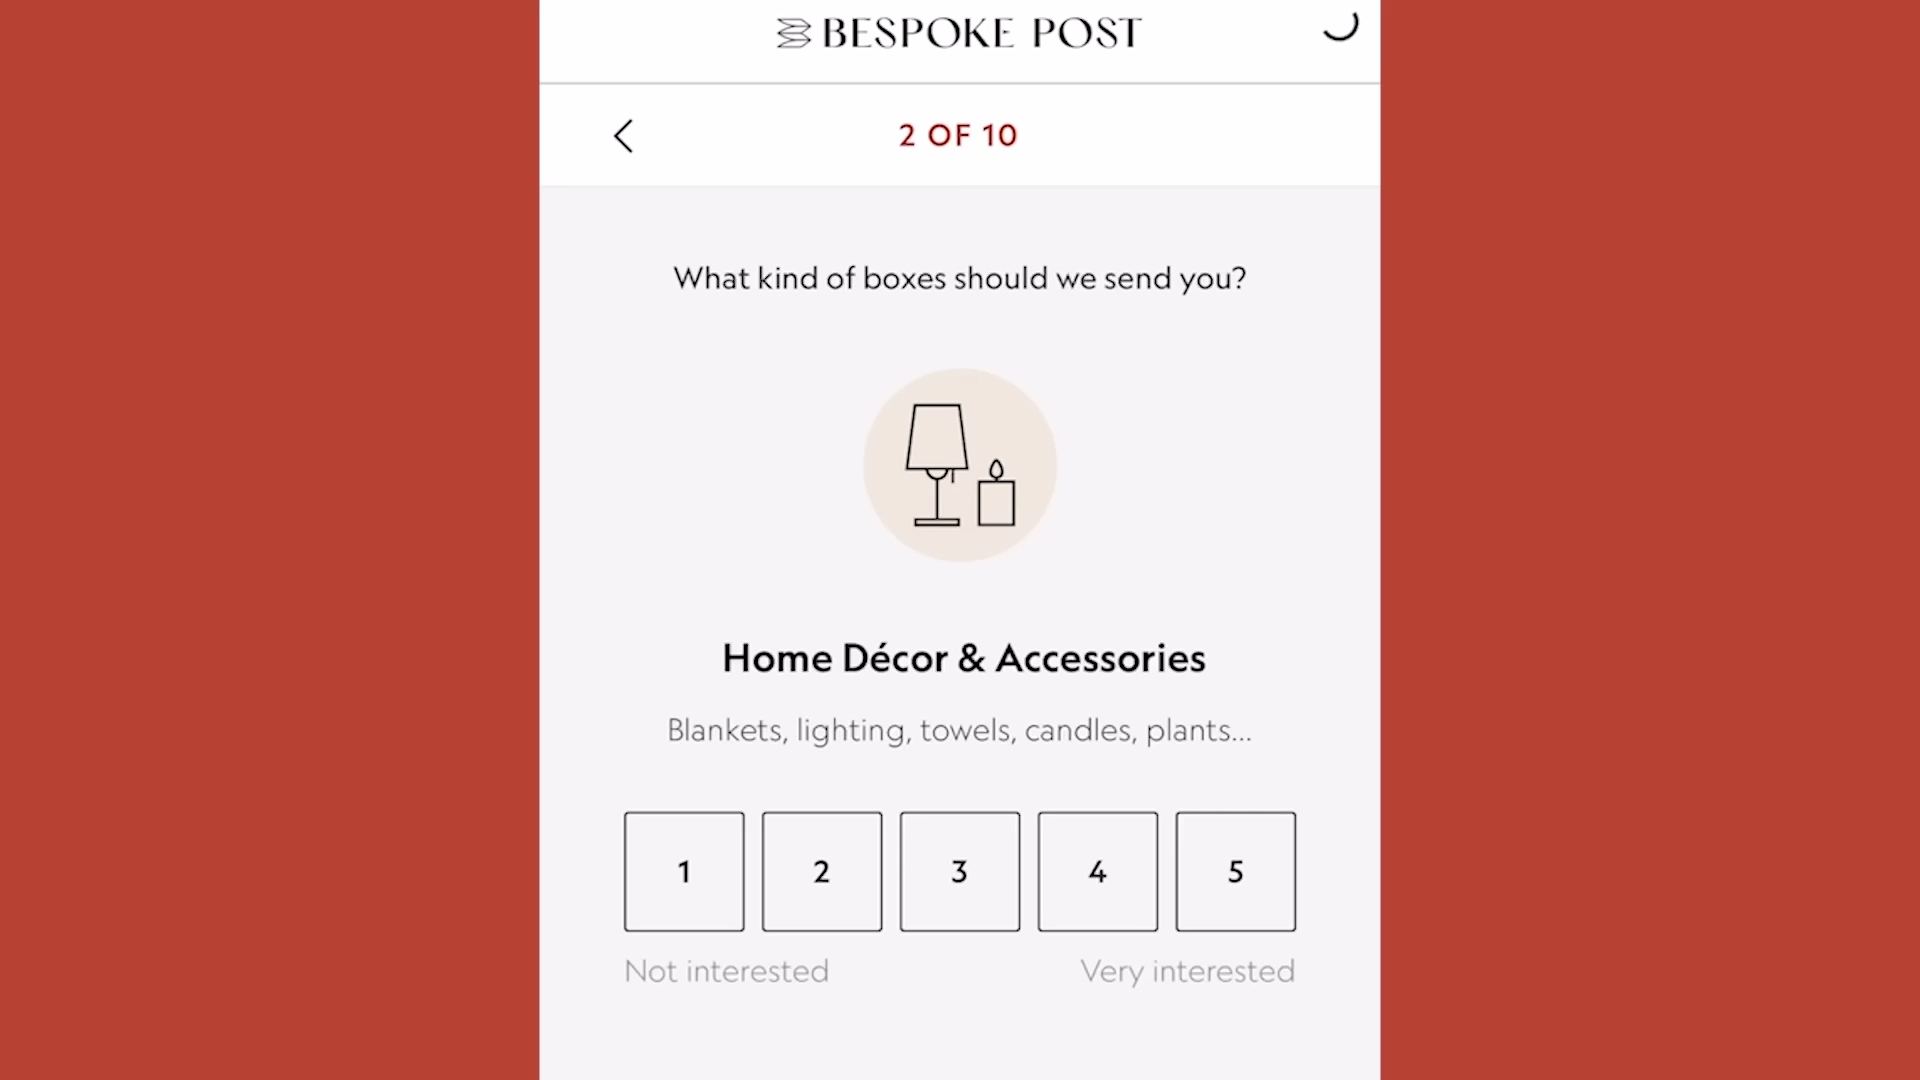 BESPOKE POST
2 OF 10
What kind of boxes should we send you?
Home Décor & Accessories
Blankets, lighting, towels, candles, plants...
1 2 3 4 5
Not interested Very interested